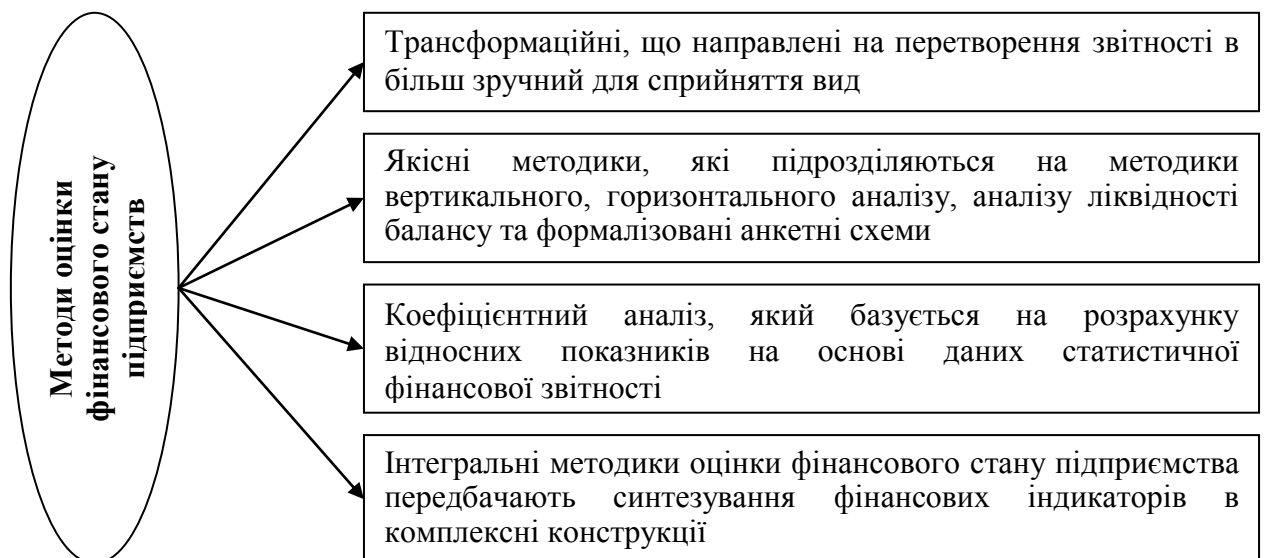 Методи оцінки
фінансового стану
підприємств
Трансформаційні, що направлені на перетворення звітності в
більш зручний для сприйняття вид
Якісні методики, які підрозділяються на методики
вертикального, горизонтального аналізу, аналізу ліквідності
балансу та формалізовані анкетні схеми
Коефіцієнтний аналіз, який базується на розрахунку
відносних показників на основі даних статистичної
фінансової звітності
Інтегральні методики оцінки фінансового стану підприємства
передбачають синтезування фінансових індикаторів в
комплексні конструкції